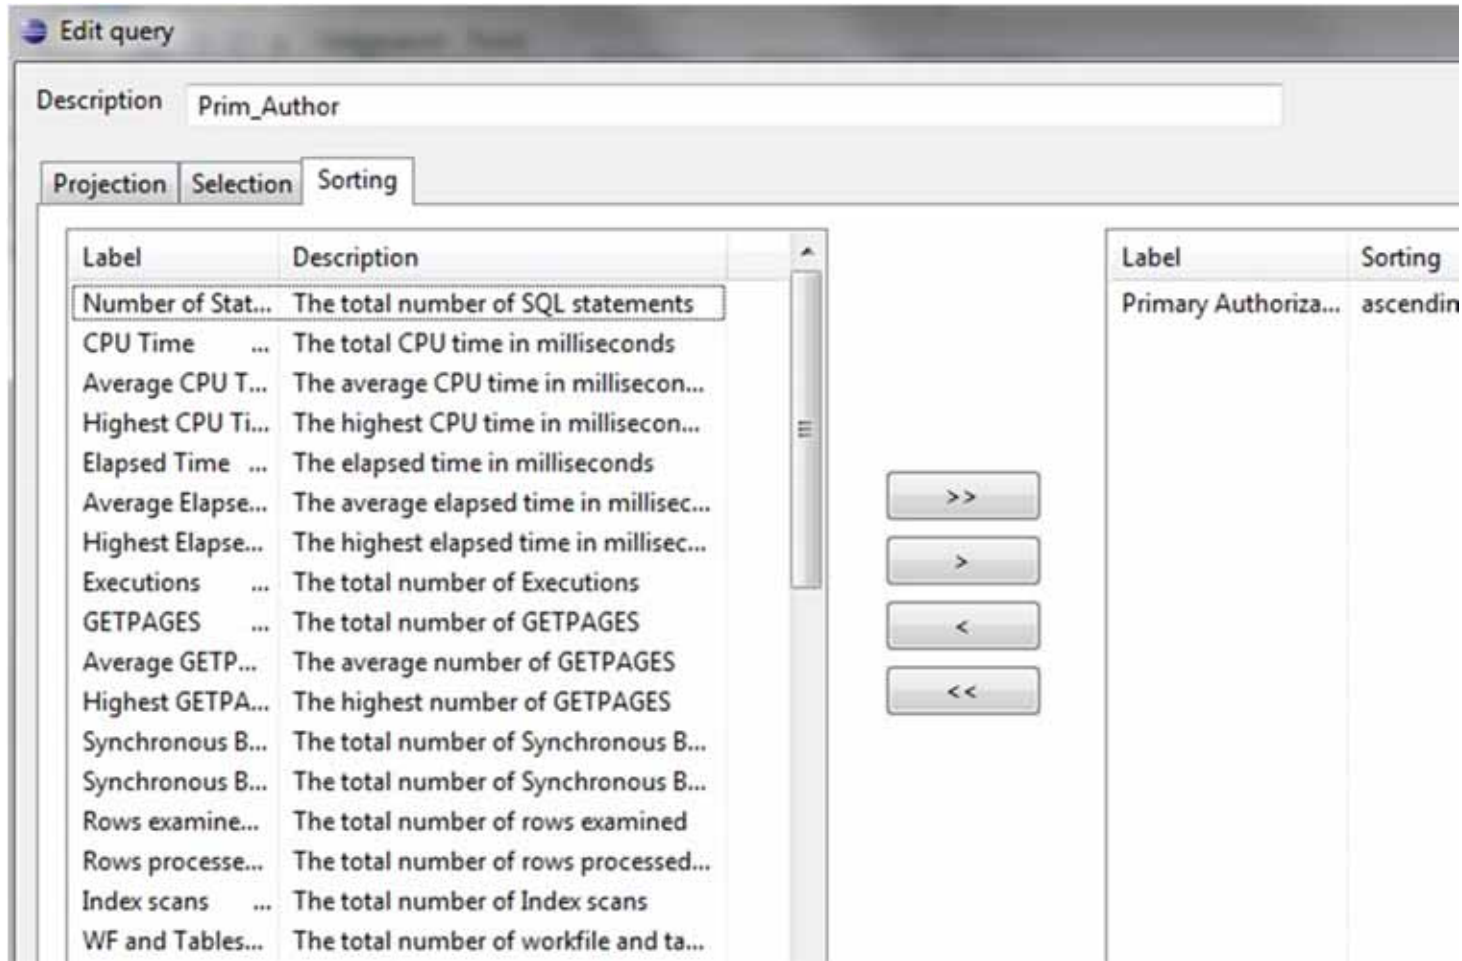 Edit query
Description Prim_Author
Projection Selection Sorting
Label Description Label Sorting
Number of Stat... The total number of SQL statements Primary Authoriza... ascendin
CPU Time ... The total CPU time in milliseconds
Average CPU T... The average CPU time in millisecon...
Highest CPU Ti... The highest CPU time in millisecon...
Elapsed Time ... The elapsed time in milliseconds
Average Elapse... The average elapsed time in millisec...
>>
Highest Elapse... The highest elapsed time in millisec...
>
Executions ... The total number of Executions
GETPAGES ... The total number of GETPAGES
<
Average GETP... The average number of GETPAGES
Highest GETPA... The highest number of GETPAGES
<<
Synchronous B... The total number of Synchronous B...
Synchronous B... The total number of Synchronous B...
Rows examine... The total number of rows examined
Rows processe... The total number of rows processed...
Index scans ... The total number of Index scans
WF and Tables... The total number of workfile and ta...